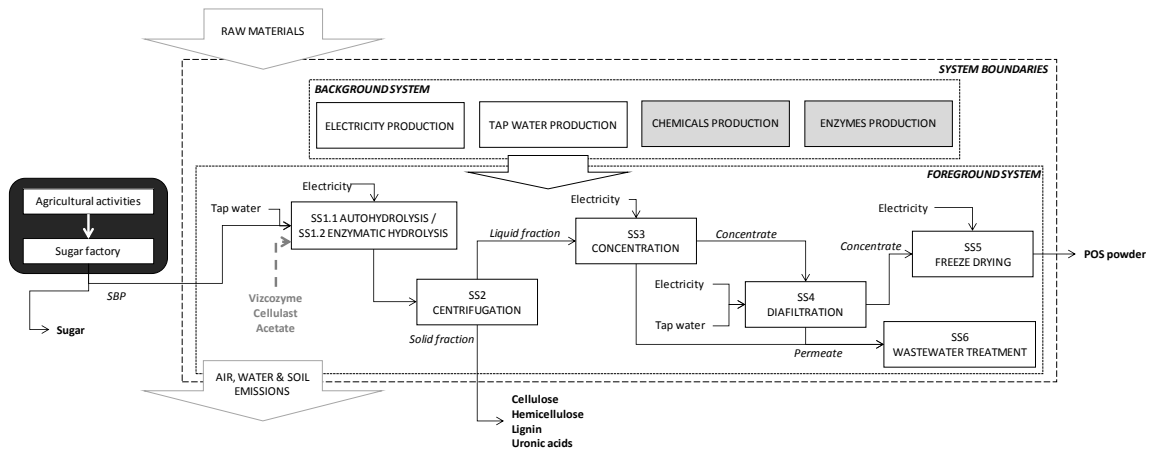 RAW MATERIALS
SYSTEM BOUNDARIES
BACKGROUND SYSTEM
ELECTRICITY PRODUCTION
TAP WATER PRODUCTION
CHEMICALS PRODUCTION
ENZYMES PRODUCTION
FOREGROUND SYSTEM
Agricultural activities
Sugar factory
SBP
Sugar
Electricity
Tap water
SS1.1 AUTOHYDROLYSIS /
SS1.2 ENZYMATIC HYDROLYSIS
Vizcozyme
Cellulast
Acetate
SS2
CENTRIFUGATION
Liquid fraction
Solid fraction
Electricity
SS3
CONCENTRATION
Concentrate
Electricity
Tap water
SS4
DIAFILTRATION
Concentrate
Permeate
Electricity
SS5
FREEZE DRYING
POS powder
SS6
WASTEWATER TREATMENT
AIR, WATER & SOIL
EMISSIONS
Cellulose
Hemicellulose
Lignin
Uronic acids